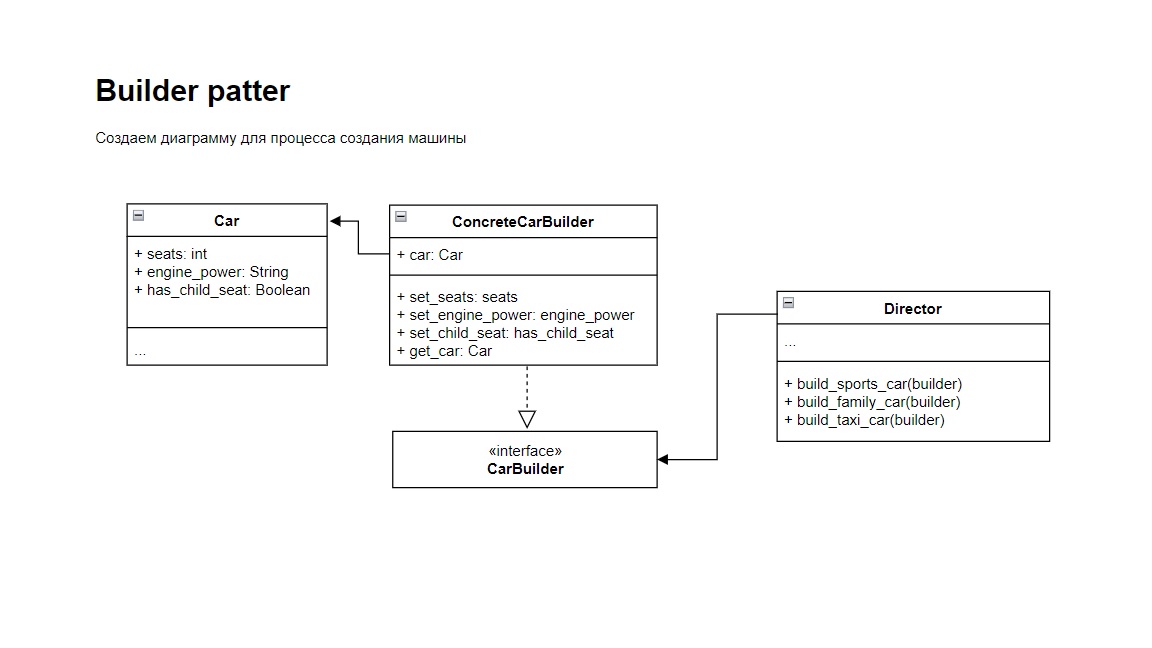 Builder patter
Создаем диаграмму для процесса создания машины
Car
+ seats: int
+ engine_power: String
+ has_child_seat: Boolean
...
ConcreteCarBuilder
+ car: Car
+ set_seats: seats
+ set_engine_power: engine_power
+ set_child_seat: has_child_seat
+ get_car: Car
«interface»
CarBuilder
Director
...
+ build_sports_car(builder)
+ build_family_car(builder)
+ build_taxi_car(builder)